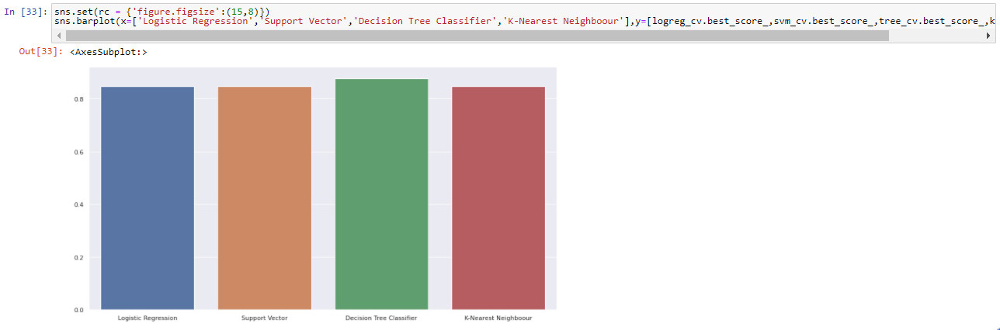 In [33]: sns.set(rc = {'figure.figsize':(15,8)})
sns.barplot(x=['Logistic Regression','Support Vector','Decision Tree Classifier','K-Nearest Neighboour'],y=[logreg_cv.best_score_,svm_cv.best_score_,tree_cv.best_score_,k
Out[33]: <AxesSubplot:>
0.8
0.6
0.4
0.2
0.0
Logistic Regression Support Vector Decision Tree Classifier K-Nearest Neighboour